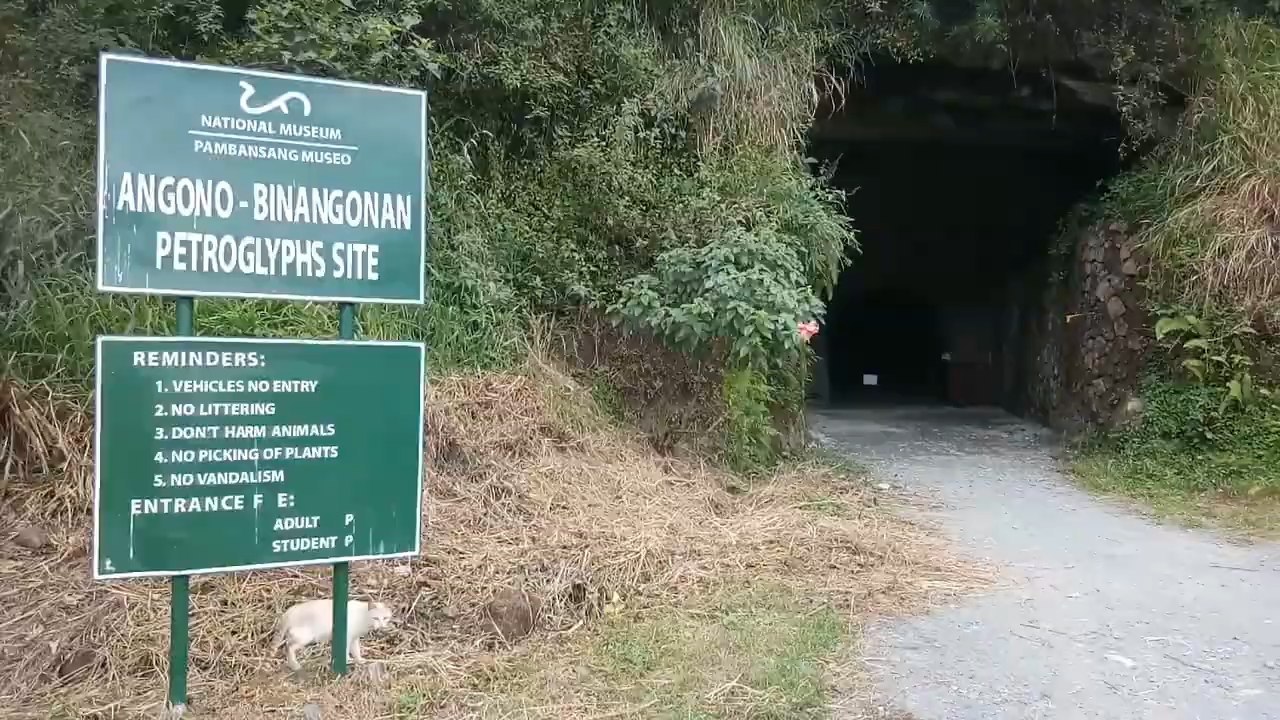 NATIONAL MUSEUM
PAMBANSANG MUSEO
ANGONO - BINANGONAN
PETROGLYPHS SITE
REMINDERS:
1. VEHICLES NO ENTRY
2. NO LITTERING
3. DON'T HARM ANIMALS
4. NO PICKING OF PLANTS
5. NO VANDALISM
ENTRANCE F E:
ADULT P
STUDENT P